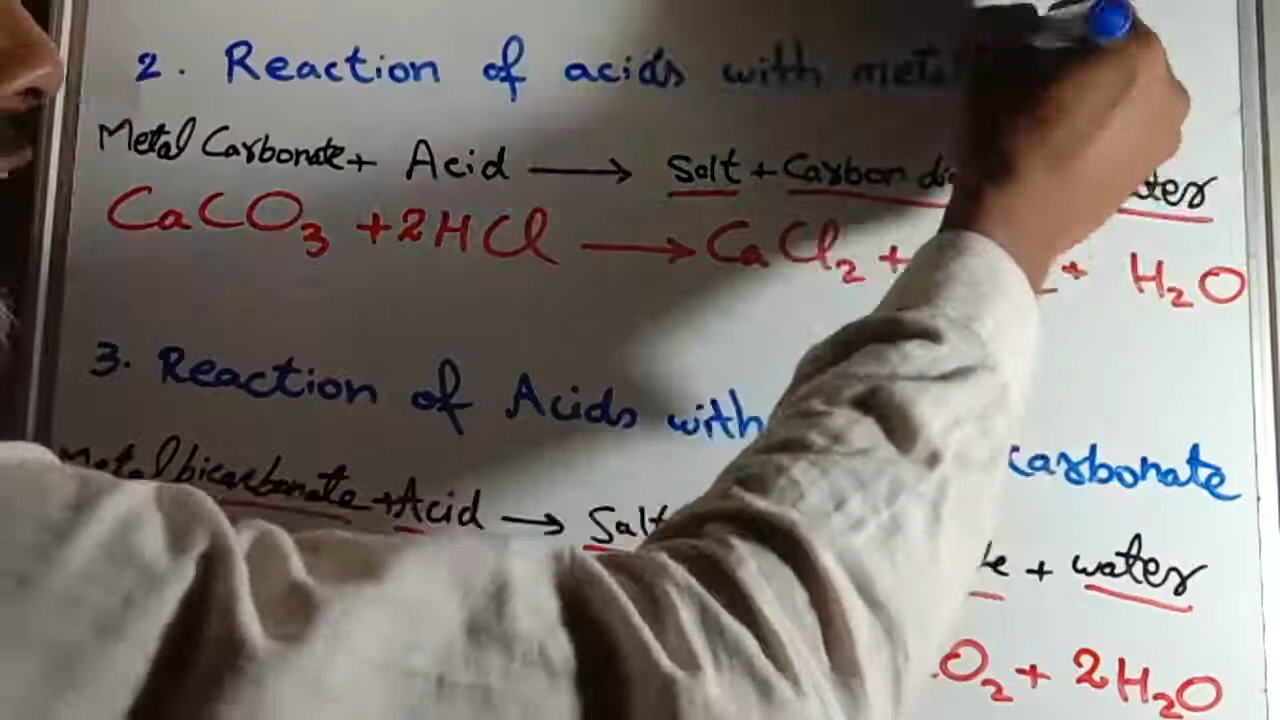 2. Reaction of acids with meta
Metal Carbonate + Acid ⟶ Salt + Carbon di ter
CaCO₃ + 2HCl ⟶ CaCl₂ + + H₂O
3. Reaction of Acids with carbonate
Metal bicarbonate + Acid ⟶ Salt + water
O₂ + 2H₂O